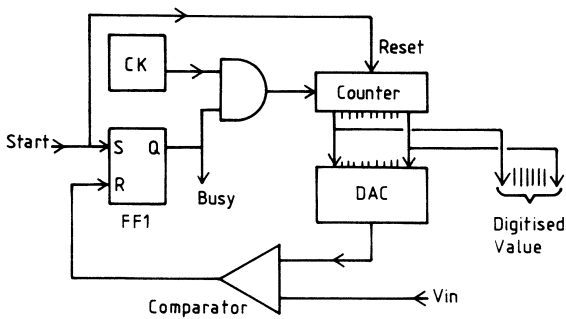 Reset
CK
Counter
Start
S Q
R
Busy
FF1
DAC
Digitised
Value
Comparator
Vin